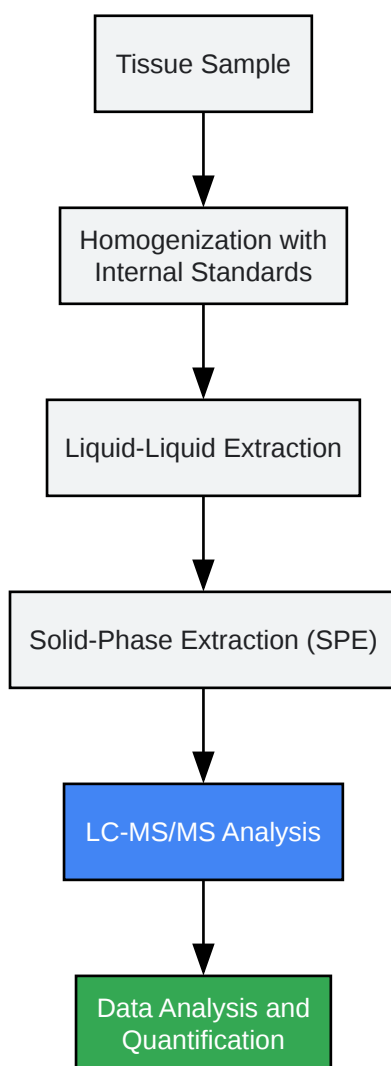 Tissue Sample
Homogenization with
Internal Standards
Liquid-Liquid Extraction
Solid-Phase Extraction (SPE)
LC-MS/MS Analysis
Data Analysis and
Quantification